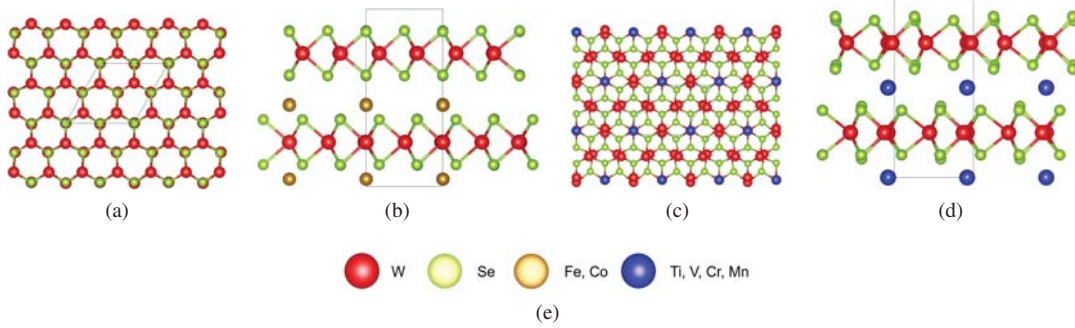 (a)
(b)
(c)
(d)
W
Se
Fe, Co
Ti, V, Cr, Mn
(e)